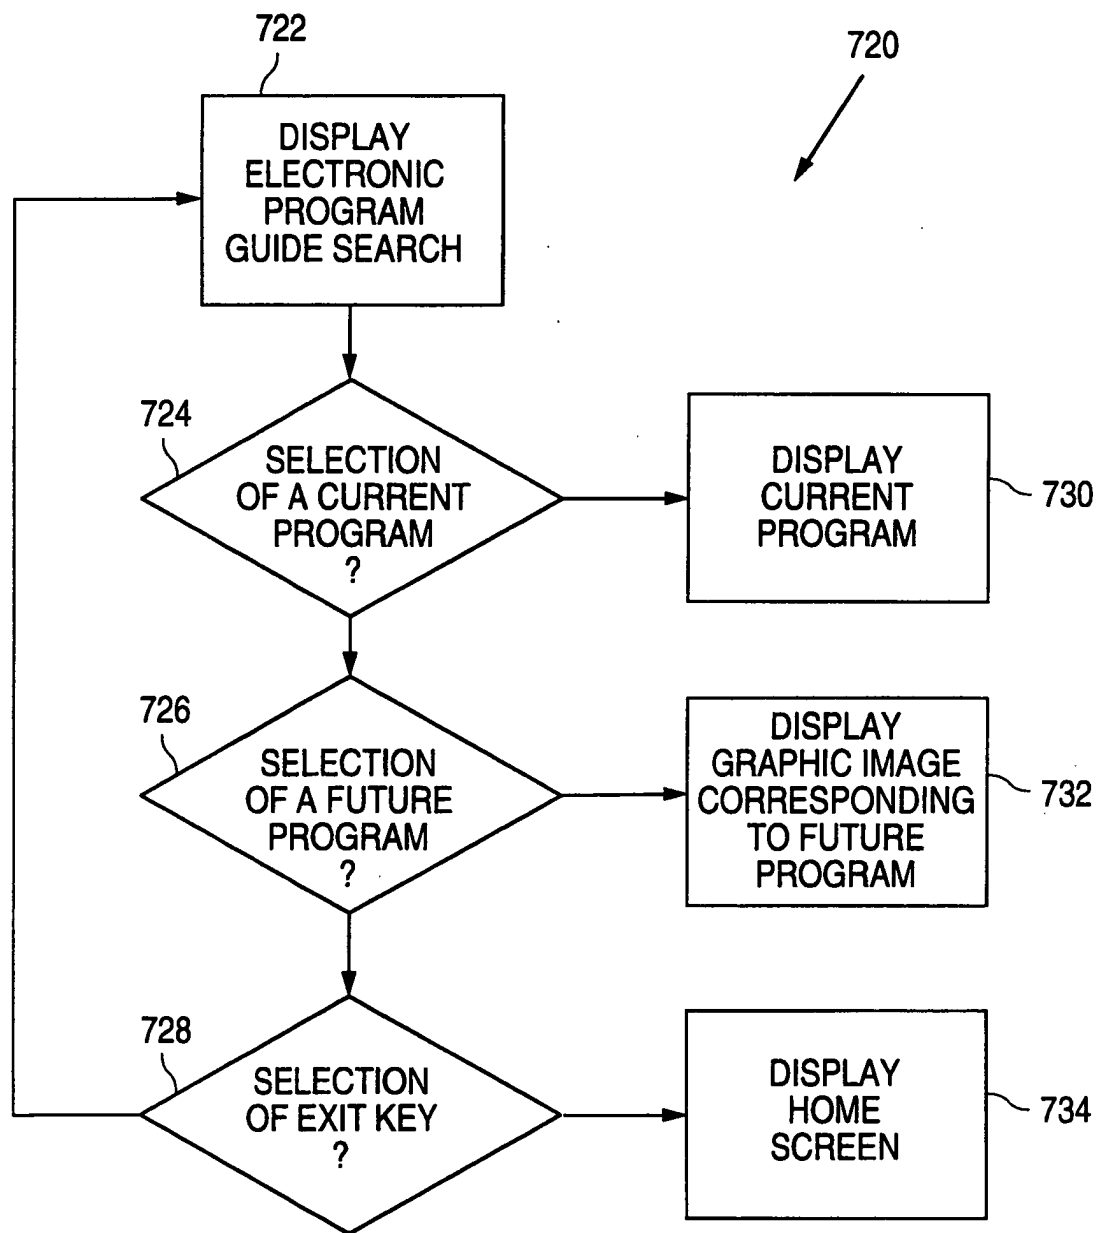 722
720
DISPLAY
ELECTRONIC
PROGRAM
GUIDE SEARCH
724
SELECTION
OF A CURRENT
PROGRAM
?
DISPLAY
CURRENT
PROGRAM
730
726
SELECTION
OF A FUTURE
PROGRAM
?
DISPLAY
GRAPHIC IMAGE
CORRESPONDING
TO FUTURE
PROGRAM
732
728
SELECTION
OF EXIT KEY
?
DISPLAY
HOME
SCREEN
734